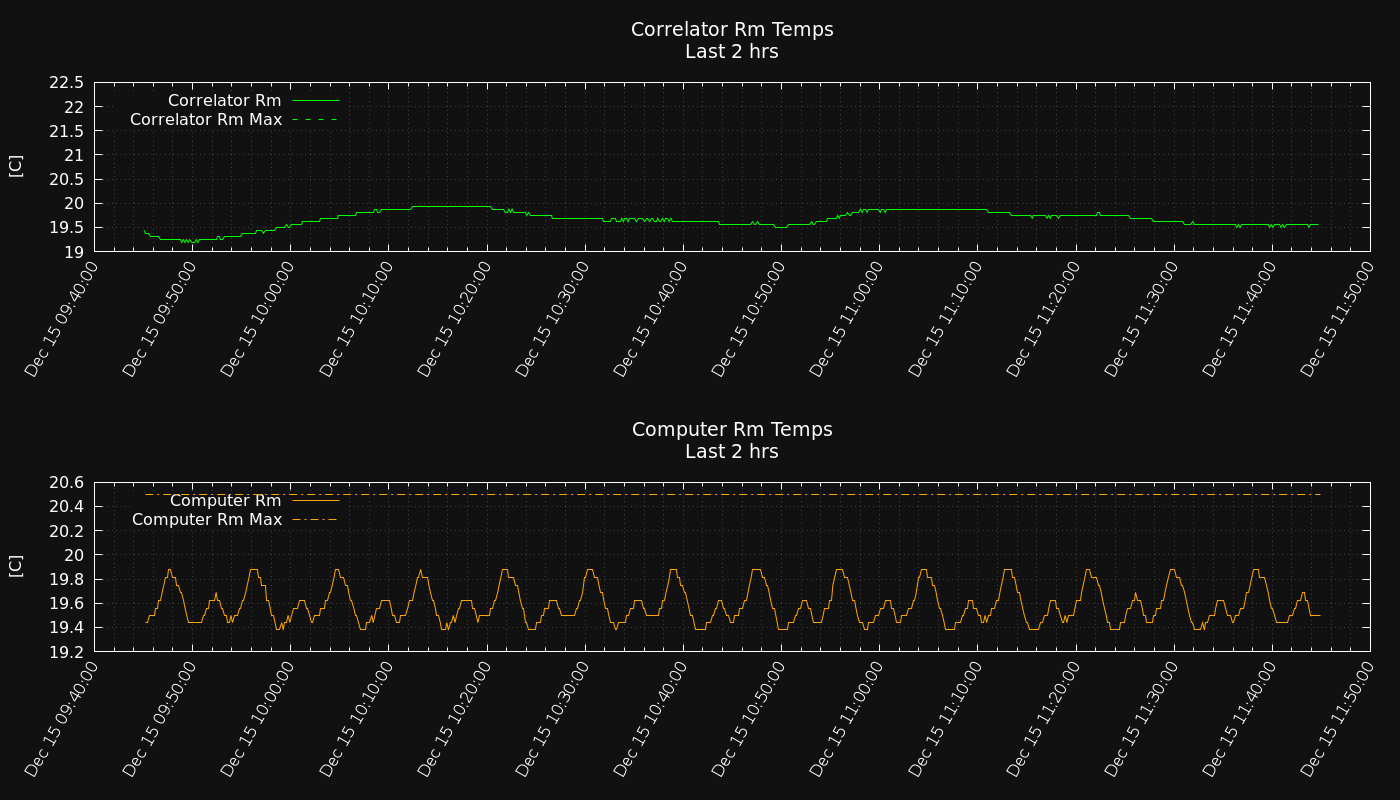 Correlator Rm Temps
Last 2 hrs
22.5
22
21.5
21
20.5
20
19.5
19
[C]
Correlator Rm
Correlator Rm Max
Dec 15 09:40:00
Dec 15 09:50:00
Dec 15 10:00:00
Dec 15 10:10:00
Dec 15 10:20:00
Dec 15 10:30:00
Dec 15 10:40:00
Dec 15 10:50:00
Dec 15 11:00:00
Dec 15 11:10:00
Dec 15 11:20:00
Dec 15 11:30:00
Dec 15 11:40:00
Dec 15 11:50:00
Computer Rm Temps
Last 2 hrs
20.6
20.4
20.2
20
19.8
19.6
19.4
19.2
[C]
Computer Rm
Computer Rm Max
Dec 15 09:40:00
Dec 15 09:50:00
Dec 15 10:00:00
Dec 15 10:10:00
Dec 15 10:20:00
Dec 15 10:30:00
Dec 15 10:40:00
Dec 15 10:50:00
Dec 15 11:00:00
Dec 15 11:10:00
Dec 15 11:20:00
Dec 15 11:30:00
Dec 15 11:40:00
Dec 15 11:50:00